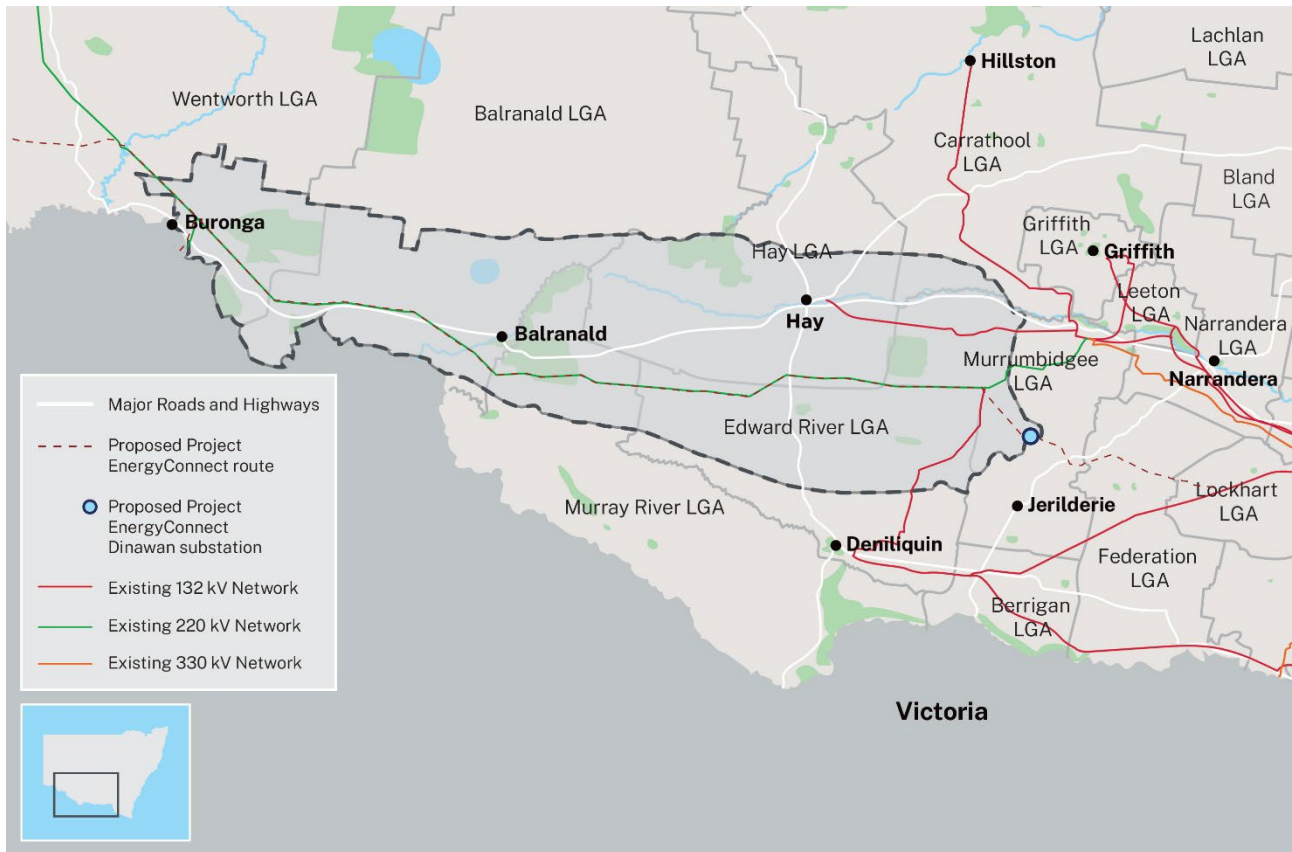 Lachlan
LGA
Hillston
Wentworth LGA
Balranald LGA
Carrathool
LGA
Bland
LGA
Buronga
Griffith
LGA
Griffith
Hay LGA
Leeton
LGA
Hay
Balranald
Narrandera
LGA
Murrumbidgee
LGA
Narrandera
Edward River LGA
Murray River LGA
Jerilderie
Lockhart
LGA
Deniliquin
Federation
LGA
Berrigan
LGA
Victoria
Major Roads and Highways
Proposed Project
EnergyConnect route
Proposed Project
EnergyConnect
Dinawan substation
Existing 132 kV Network
Existing 220 kV Network
Existing 330 kV Network